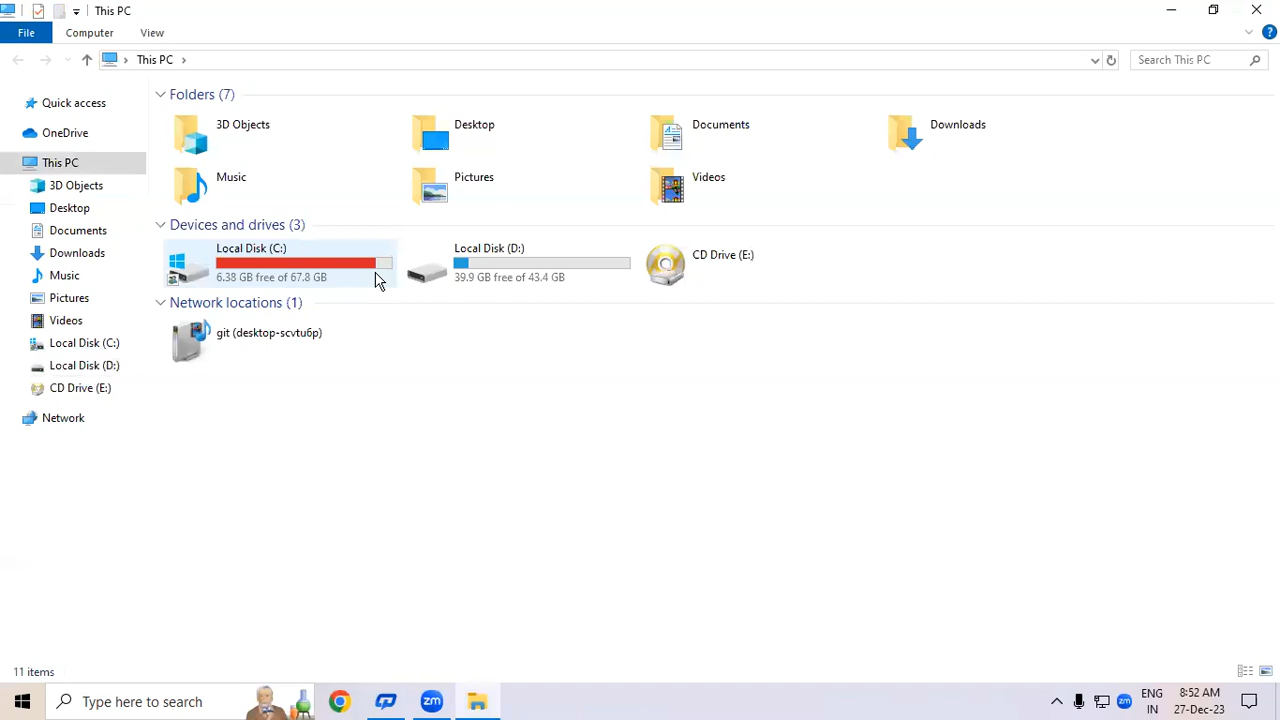 This PC
File Computer View
This PC
Search This PC
Quick access
OneDrive
This PC
3D Objects
Desktop
Documents
Downloads
Music
Pictures
Videos
Local Disk (C:)
Local Disk (D:)
CD Drive (E:)
Network
Folders (7)
3D Objects
Desktop
Documents
Downloads
Music
Pictures
Videos
Devices and drives (3)
Local Disk (C:)
6.38 GB free of 67.8 GB
Local Disk (D:)
39.9 GB free of 43.4 GB
CD Drive (E:)
Network locations (1)
git (desktop-scvtu6p)
11 items
Type here to search
zm
zm
ENG
IN
8:52 AM
27-Dec-23